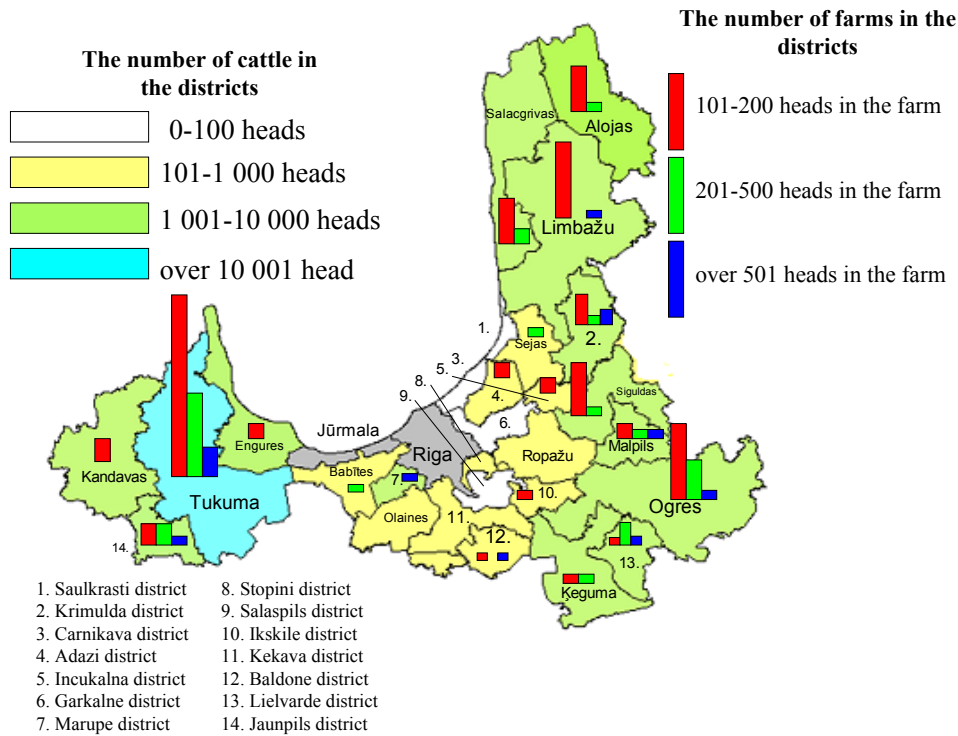 The number of cattle in
the districts
0-100 heads
101-1 000 heads
1 001-10 000 heads
over 10 001 head
The number of farms in the
districts
101-200 heads in the farm
201-500 heads in the farm
over 501 heads in the farm
Salacgrivas
Alojas
Limbažu
1.
2.
Sejas
3.
5.
8.
4.
9.
Siguldas
6.
Jūrmala
Engures
Malpils
Riga
Ropažu
Kandavas
Babītes
7.
Tukuma
10.
Ogres
Olaines
11.
12.
14.
13.
Ķeguma
1. Saulkrasti district
2. Krimulda district
3. Carnikava district
4. Adazi district
5. Incukalna district
6. Garkalne district
7. Marupe district
8. Stopini district
9. Salaspils district
10. Ikskile district
11. Kekava district
12. Baldone district
13. Lielvarde district
14. Jaunpils district